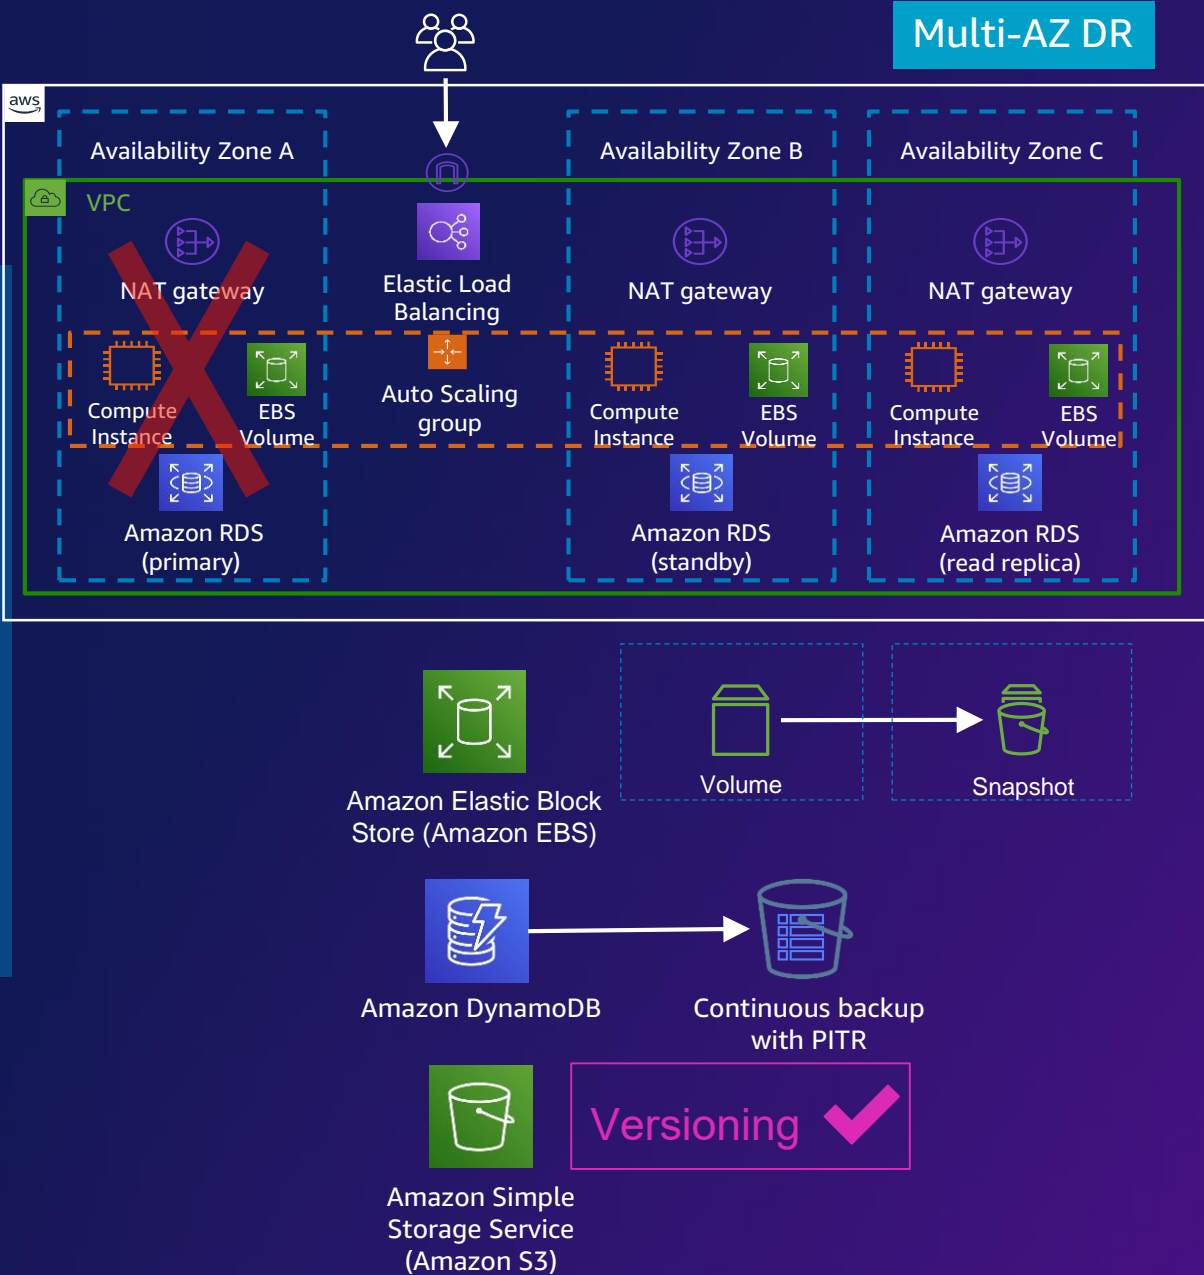 Multi-AZ DR
aws
Availability Zone A
Availability Zone B
Availability Zone C
VPC
NAT gateway
Elastic Load
Balancing
NAT gateway
NAT gateway
Compute
Instance
EBS
Volume
Auto Scaling
group
Compute
Instance
EBS
Volume
Compute
Instance
EBS
Volume
Amazon RDS
(primary)
Amazon RDS
(standby)
Amazon RDS
(read replica)
Volume
Snapshot
Amazon Elastic Block
Store (Amazon EBS)
Amazon DynamoDB
Continuous backup
with PITR
Versioning
Amazon Simple
Storage Service
(Amazon S3)